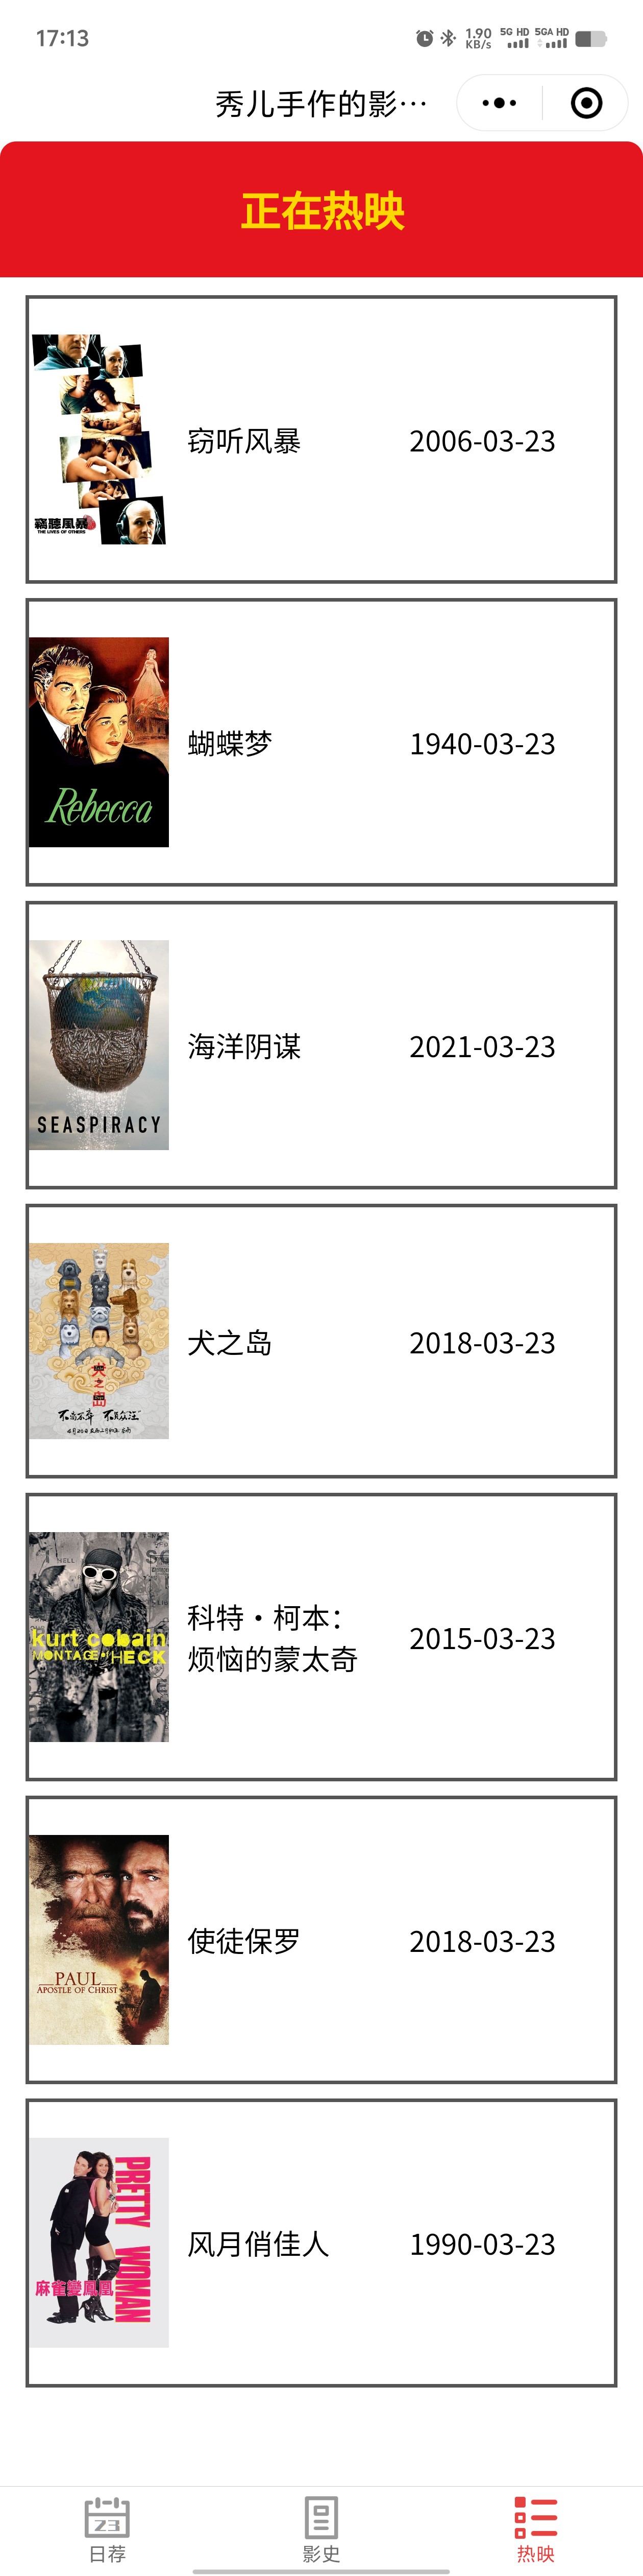 17:13
1.90 KB/s 5G HD 5GA HD
秀儿手作的影…
正在热映
竊聽風暴
THE LIVES OF OTHERS
窃听风暴
2006-03-23
Rebecca
蝴蝶梦
1940-03-23
SEASPIRACY
海洋阴谋
2021-03-23
犬之岛
犬之岛
2018-03-23
kurt cobain
MONTAGE OF HECK
科特·柯本：
烦恼的蒙太奇
2015-03-23
PAUL
APOSTLE OF CHRIST
使徒保罗
2018-03-23
PRETTY WOMAN
麻雀變鳳凰
风月俏佳人
1990-03-23
23
日荐
影史
热映